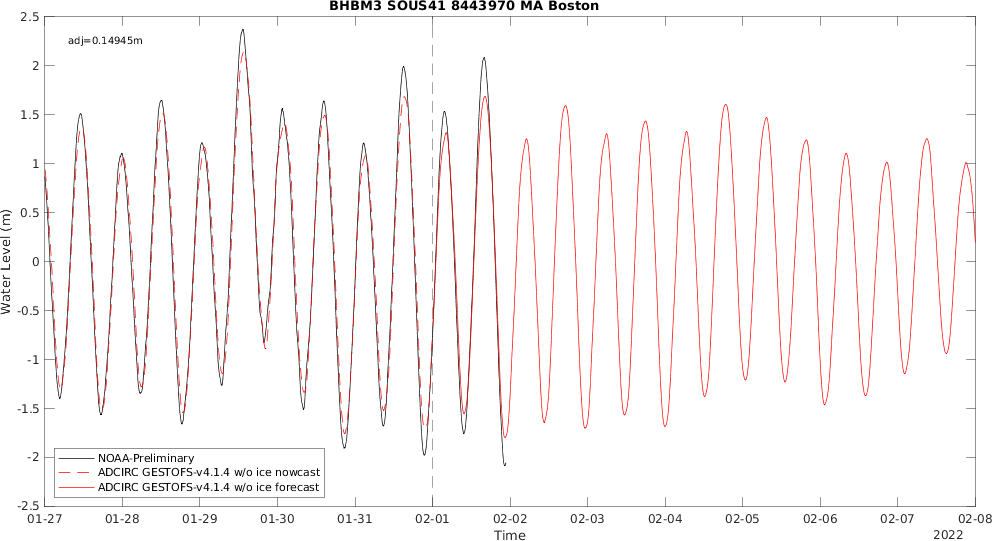 BHBM3 SOUS41 8443970 MA Boston
adj=0.14945m
2.5
2
1.5
1
0.5
0
-0.5
-1
-1.5
-2
-2.5
Water Level (m)
NOAA-Preliminary
ADCIRC GESTOFS-v4.1.4 w/o ice nowcast
ADCIRC GESTOFS-v4.1.4 w/o ice forecast
01-27 01-28 01-29 01-30 01-31 02-01 02-02 02-03 02-04 02-05 02-06 02-07 02-08
Time
2022